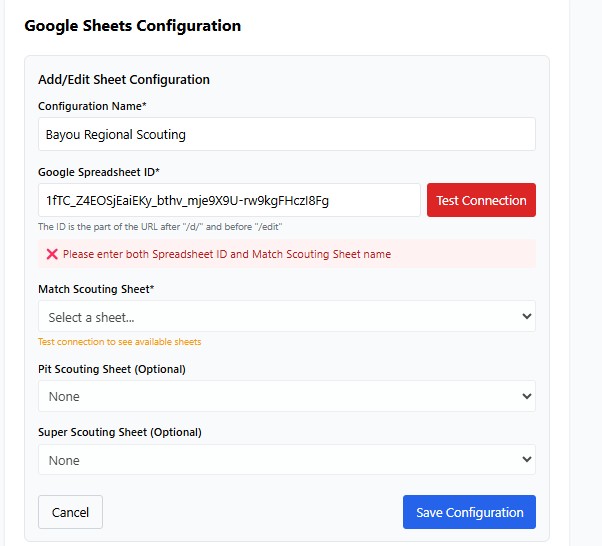 Google Sheets Configuration
Add/Edit Sheet Configuration
Configuration Name*
Bayou Regional Scouting
Google Spreadsheet ID*
1fTC_Z4EOSjEaiEKy_bthv_mje9X9U-rw9kgFHczI8Fg
Test Connection
The ID is the part of the URL after "/d/" and before "/edit"
❌ Please enter both Spreadsheet ID and Match Scouting Sheet name
Match Scouting Sheet*
Select a sheet...
Test connection to see available sheets
Pit Scouting Sheet (Optional)
None
Super Scouting Sheet (Optional)
None
Cancel
Save Configuration